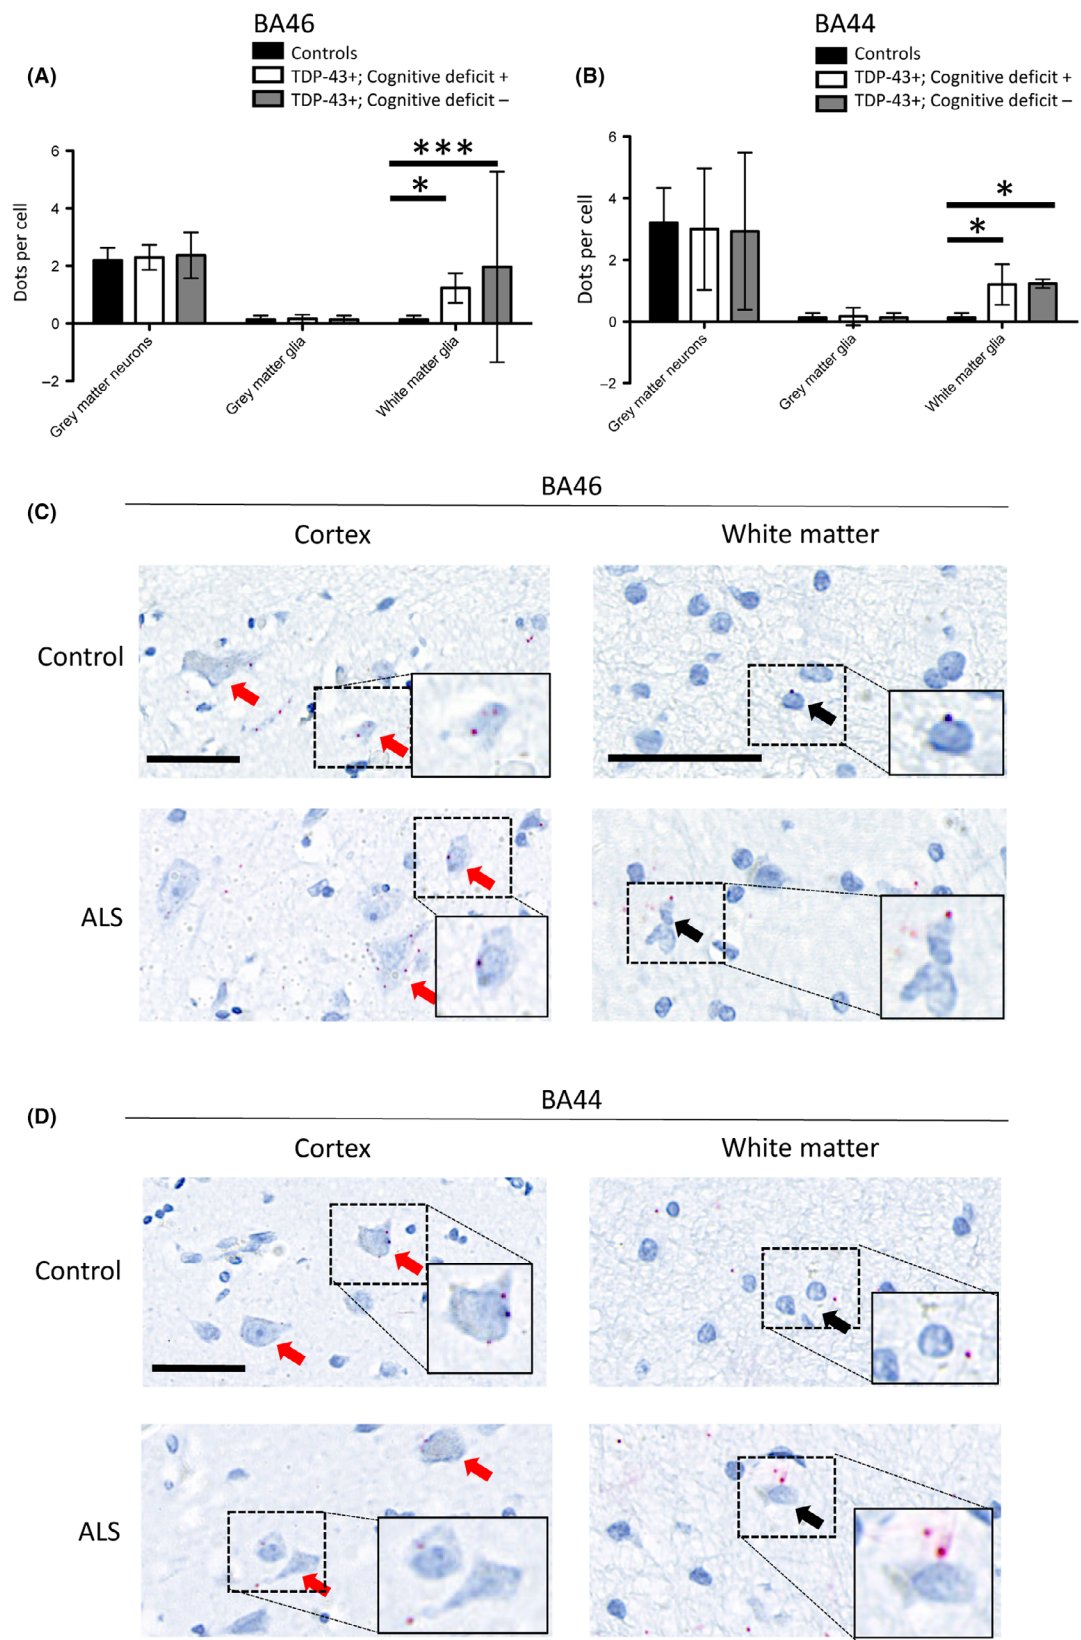 BA46
Controls
TDP-43+; Cognitive deficit +
TDP-43+; Cognitive deficit –
(A)
6
4
2
0
–2
Dots per cell
***
*
Grey matter neurons
Grey matter glia
White matter glia
BA44
Controls
TDP-43+; Cognitive deficit +
TDP-43+; Cognitive deficit –
(B)
6
4
2
0
–2
Dots per cell
*
*
Grey matter neurons
Grey matter glia
White matter glia
BA46
(C)
Cortex
White matter
Control
ALS
BA44
(D)
Cortex
White matter
Control
ALS